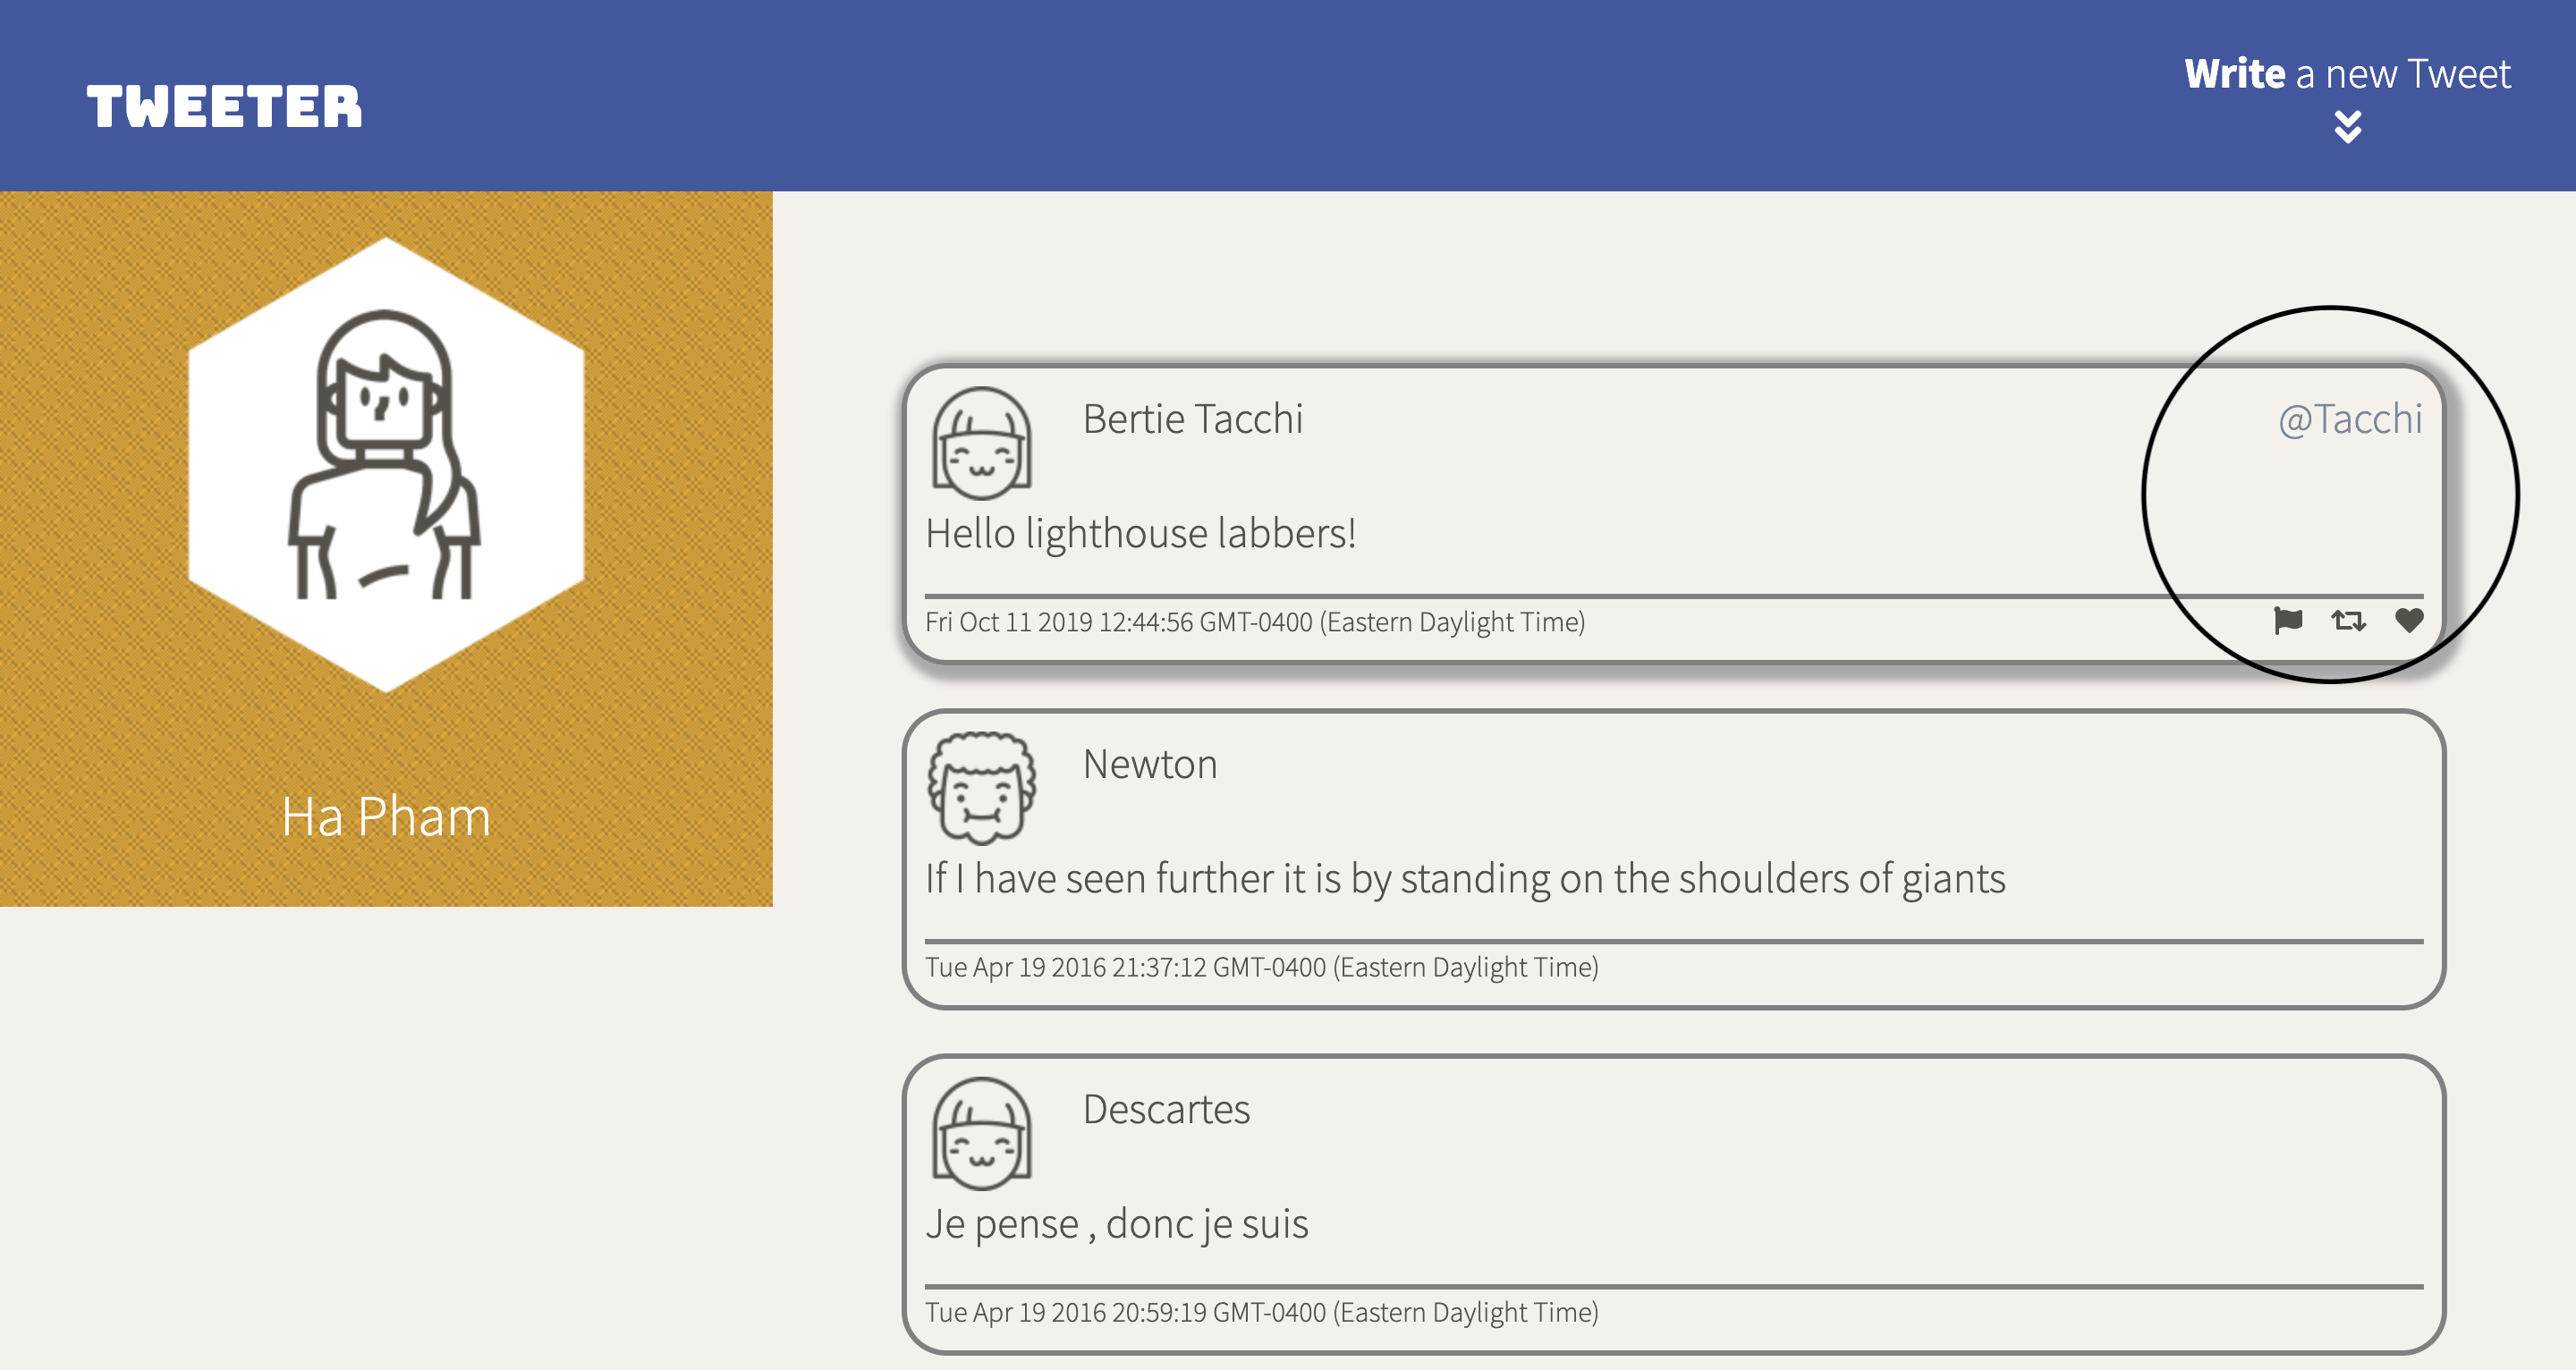 TWEETER
Write a new Tweet
Ha Pham
Bertie Tacchi
@Tacchi
Hello lighthouse labbers!
Fri Oct 11 2019 12:44:56 GMT-0400 (Eastern Daylight Time)
Newton
If I have seen further it is by standing on the shoulders of giants
Tue Apr 19 2016 21:37:12 GMT-0400 (Eastern Daylight Time)
Descartes
Je pense , donc je suis
Tue Apr 19 2016 20:59:19 GMT-0400 (Eastern Daylight Time)